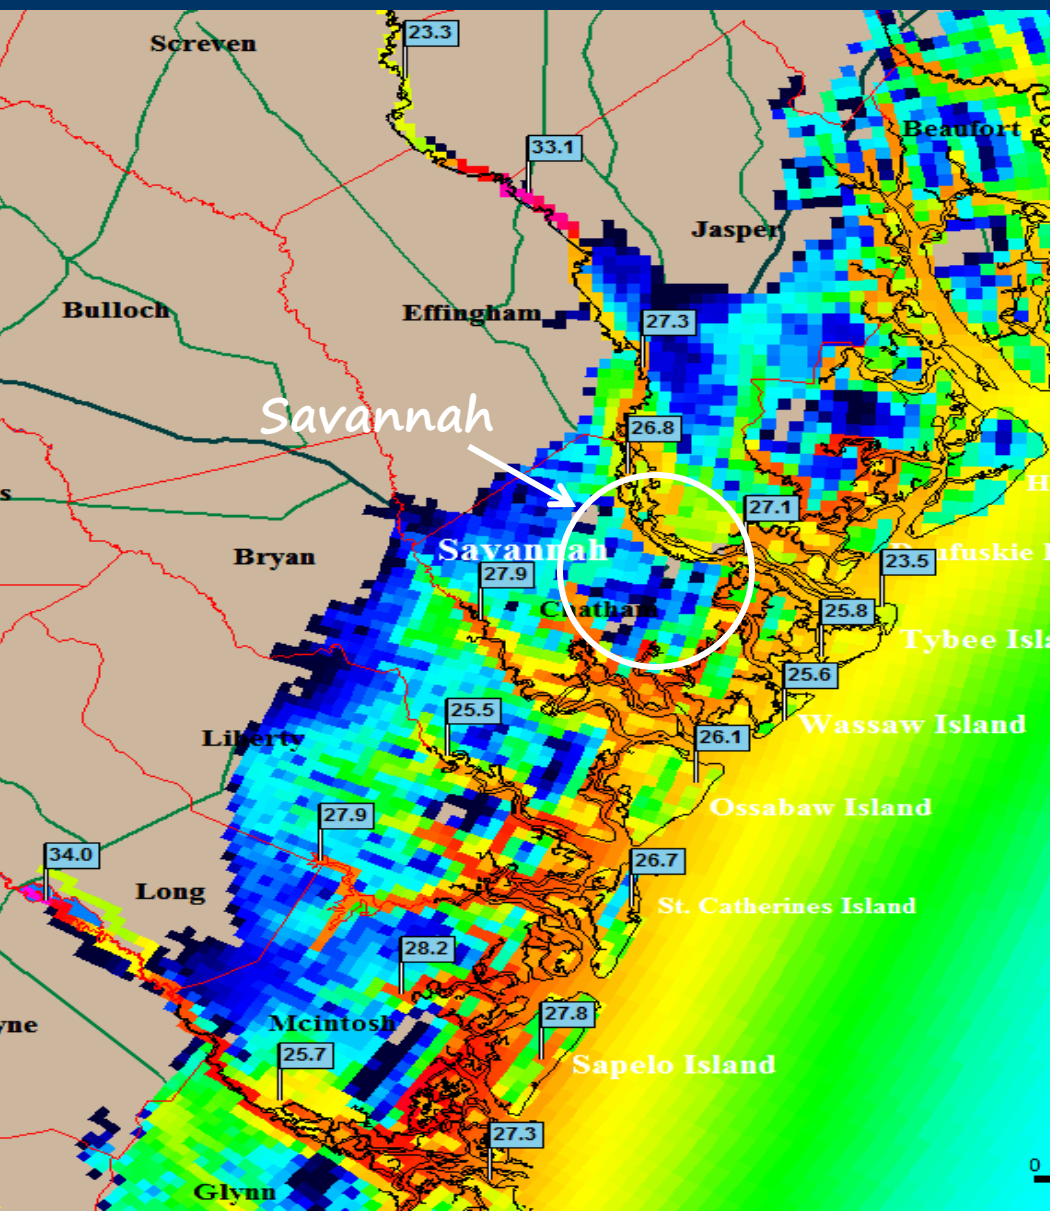 23.3
Screven
Beaufort
33.1
Jasper
Bulloch
Effingham
27.3
Savannah
26.8
s
H
27.1
Savannah
Bryan
23.5
27.9
Chatham
25.8
Tybee Isla
25.6
25.5
Wassaw Island
Liberty
26.1
Ossabaw Island
27.9
34.0
26.7
Long
St. Catherines Island
28.2
27.8
Mcintosh
yne
25.7
Sapelo Island
27.3
0
Glynn